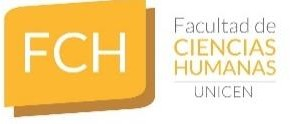 FCH
Facultad de
CIENCIAS
HUMANAS
UNICEN